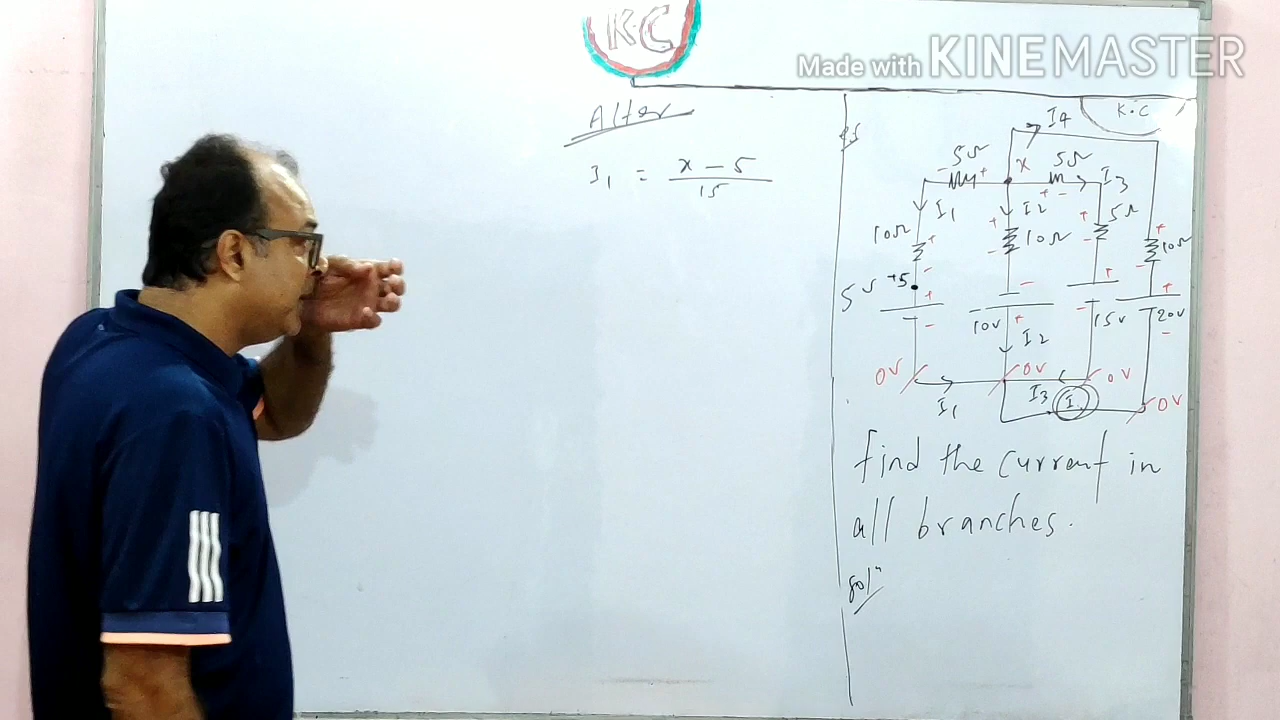 K.C
Made with KINEMASTER
Alter
I₁ = x - 5 / 15
K.C
I4
5Ω
x
5Ω
I3
I1
I2
10Ω
10Ω
5Ω
10Ω
5V
+5
10V
15V
20V
I2
0V
0V
0V
0V
I1
I3
find the current in
all branches.
Solⁿ